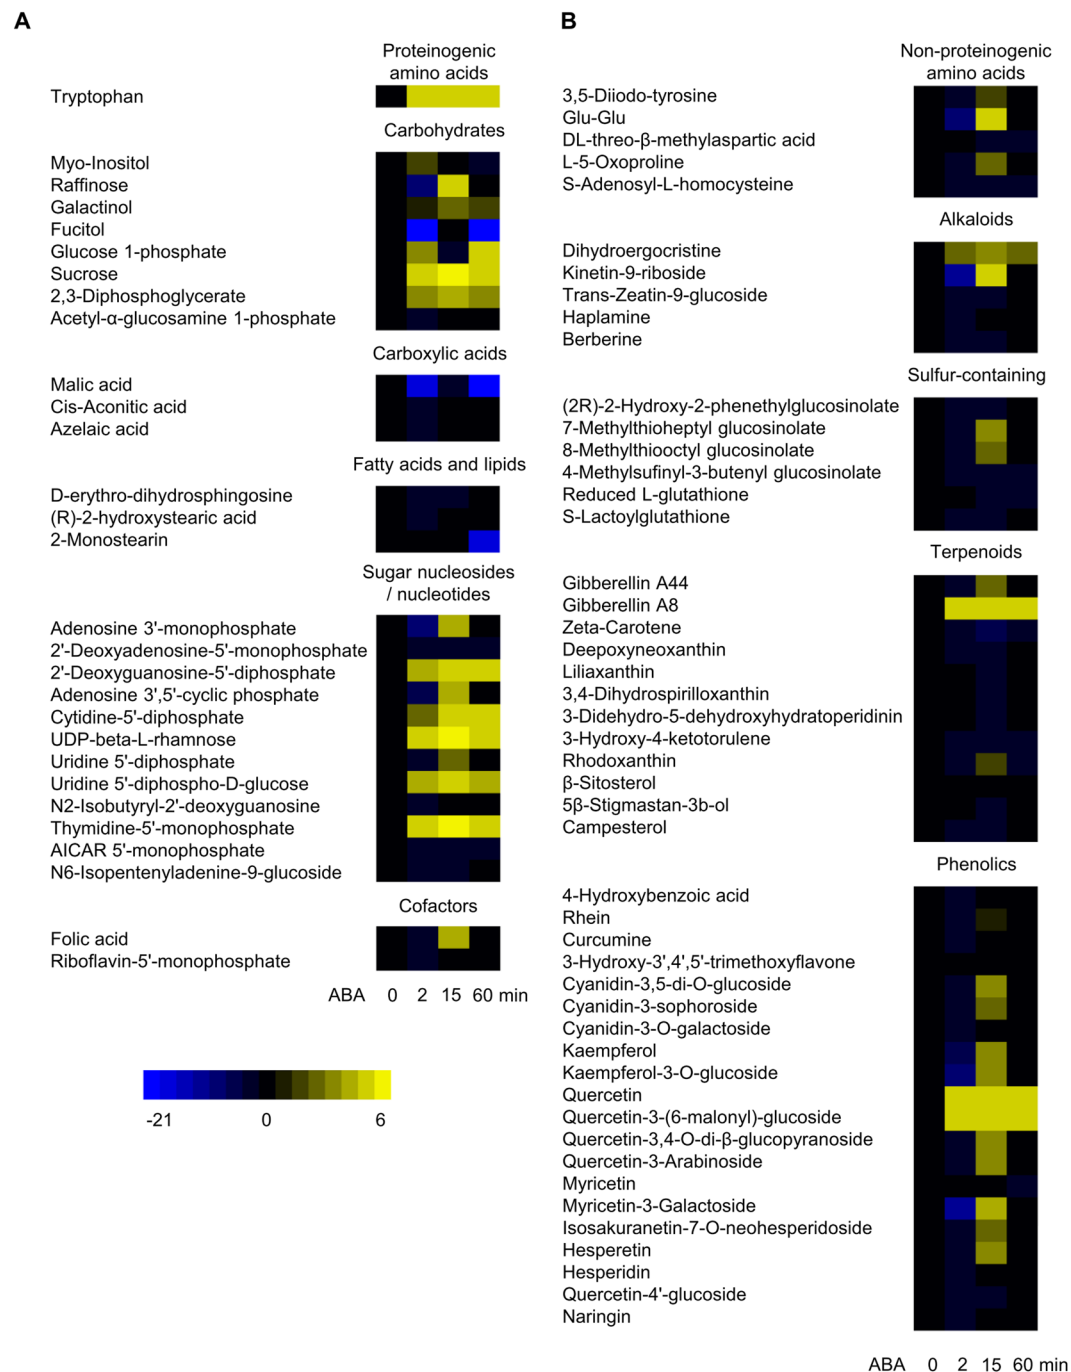 A
Proteinogenic
amino acids
Tryptophan
Carbohydrates
Myo-Inositol
Raffinose
Galactinol
Fucitol
Glucose 1-phosphate
Sucrose
2,3-Diphosphoglycerate
Acetyl-α-glucosamine 1-phosphate
Carboxylic acids
Malic acid
Cis-Aconitic acid
Azelaic acid
Fatty acids and lipids
D-erythro-dihydrosphingosine
(R)-2-hydroxystearic acid
2-Monostearin
Sugar nucleosides
/ nucleotides
Adenosine 3'-monophosphate
2'-Deoxyadenosine-5'-monophosphate
2'-Deoxyguanosine-5'-diphosphate
Adenosine 3',5'-cyclic phosphate
Cytidine-5'-diphosphate
UDP-beta-L-rhamnose
Uridine 5'-diphosphate
Uridine 5'-diphospho-D-glucose
N2-Isobutyryl-2'-deoxyguanosine
Thymidine-5'-monophosphate
AICAR 5'-monophosphate
N6-Isopentenyladenine-9-glucoside
Cofactors
Folic acid
Riboflavin-5'-monophosphate
ABA 0 2 15 60 min
-21 0 6
B
Non-proteinogenic
amino acids
3,5-Diiodo-tyrosine
Glu-Glu
DL-threo-β-methylaspartic acid
L-5-Oxoproline
S-Adenosyl-L-homocysteine
Alkaloids
Dihydroergocristine
Kinetin-9-riboside
Trans-Zeatin-9-glucoside
Haplamine
Berberine
Sulfur-containing
(2R)-2-Hydroxy-2-phenethylglucosinolate
7-Methylthioheptyl glucosinolate
8-Methylthiooctyl glucosinolate
4-Methylsufinyl-3-butenyl glucosinolate
Reduced L-glutathione
S-Lactoylglutathione
Terpenoids
Gibberellin A44
Gibberellin A8
Zeta-Carotene
Deepoxyneoxanthin
Liliaxanthin
3,4-Dihydrospirilloxanthin
3-Didehydro-5-dehydroxyhydratoperidinin
3-Hydroxy-4-ketotorulene
Rhodoxanthin
β-Sitosterol
5β-Stigmastan-3b-ol
Campesterol
Phenolics
4-Hydroxybenzoic acid
Rhein
Curcumine
3-Hydroxy-3',4',5'-trimethoxyflavone
Cyanidin-3,5-di-O-glucoside
Cyanidin-3-sophoroside
Cyanidin-3-O-galactoside
Kaempferol
Kaempferol-3-O-glucoside
Quercetin
Quercetin-3-(6-malonyl)-glucoside
Quercetin-3,4-O-di-β-glucopyranoside
Quercetin-3-Arabinoside
Myricetin
Myricetin-3-Galactoside
Isosakuranetin-7-O-neohesperidoside
Hesperetin
Hesperidin
Quercetin-4'-glucoside
Naringin
ABA 0 2 15 60 min